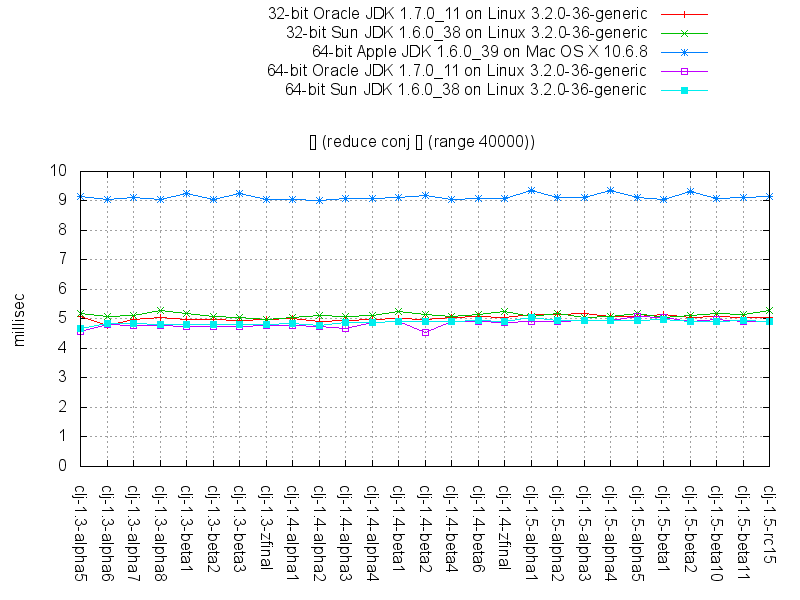 32-bit Oracle JDK 1.7.0_11 on Linux 3.2.0-36-generic
32-bit Sun JDK 1.6.0_38 on Linux 3.2.0-36-generic
64-bit Apple JDK 1.6.0_39 on Mac OS X 10.6.8
64-bit Oracle JDK 1.7.0_11 on Linux 3.2.0-36-generic
64-bit Sun JDK 1.6.0_38 on Linux 3.2.0-36-generic
[] (reduce conj [] (range 40000))
10
9
8
7
6
5
4
3
2
1
0
millisec
clj-1.3-alpha5
clj-1.3-alpha6
clj-1.3-alpha7
clj-1.3-alpha8
clj-1.3-beta1
clj-1.3-beta2
clj-1.3-beta3
clj-1.3-zfinal
clj-1.4-alpha1
clj-1.4-alpha2
clj-1.4-alpha3
clj-1.4-alpha4
clj-1.4-beta1
clj-1.4-beta2
clj-1.4-beta4
clj-1.4-beta6
clj-1.4-zfinal
clj-1.5-alpha1
clj-1.5-alpha2
clj-1.5-alpha3
clj-1.5-alpha4
clj-1.5-alpha5
clj-1.5-beta1
clj-1.5-beta2
clj-1.5-beta10
clj-1.5-beta11
clj-1.5-rc15